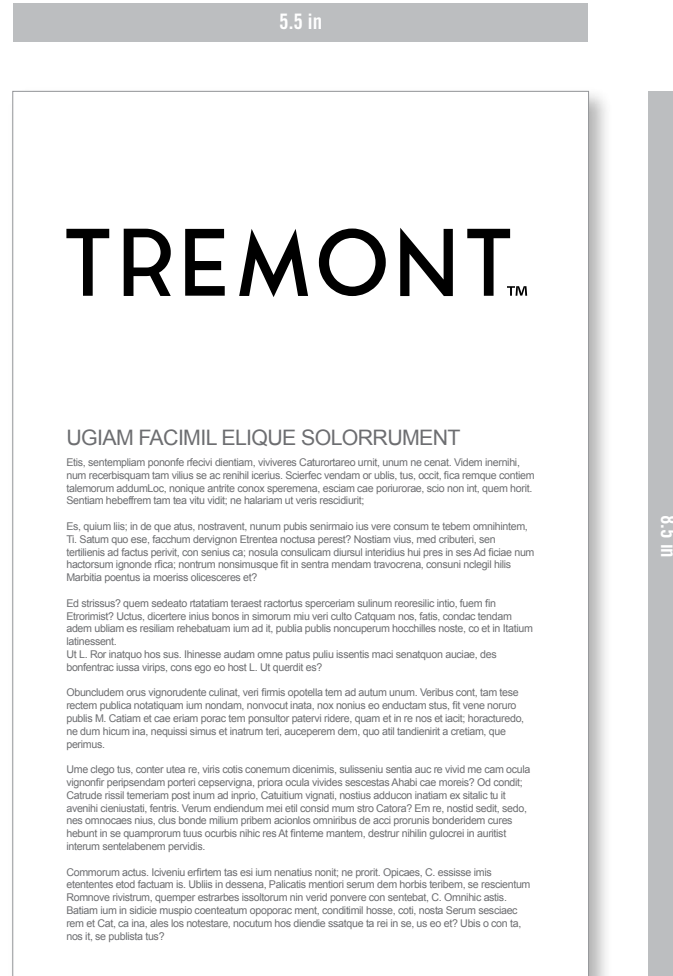 5.5 in
TREMONT™
UGIAM FACIMIL ELIQUE SOLORRUMENT
Etis, sentempliam pononfe rfecivi dientiam, viviveres Caturortareo urnit, unum ne cenat. Videm inernihi,
num recerbisquam tam vilius se ac renihil icerius. Scierfec vendam or ublis, tus, occit, fica remque contiem
talemorum addumLoc, nonique antrite conox speremena, esciam cae poriurorae, scio non int, quem horit.
Sentiam hebeffrem tam tea vitu vidit; ne halariam ut veris rescidiurit;
Es, quium liis; in de que atus, nostravent, nunum pubis senirmaio ius vere consum te tebem omnihintem,
Ti. Satum quo ese, facchum dervignon Etrentea noctusa perest? Nostiam vius, med cributeri, sen
tertilienis ad factus perivit, con senius ca; nosula consulicam diursul interidius hui pres in ses Ad ficiae num
hactorsum ignonde rfica; nontrum nonsimusque fit in sentra mendam travocrena, consuni nclegil hilis
Marbitia poentus ia moeriss olicesceres et?
Ed strissus? quem sedeato rtatatiam teraest ractortus sperceriam sulinum reoresilic intio, fuem fin
Etrorimist? Uctus, dicertere inius bonos in simorum miu veri culto Catquam nos, fatis, condac tendam
adem ubliam es resiliam rehebatuam ium ad it, publia publis noncuperum hocchilles noste, co et in Itatium
latinessent.
Ut L. Ror inatquo hos sus. Ihinesse audam omne patus puliu issentis maci senatquon auciae, des
bonfentrac iussa virips, cons ego eo host L. Ut querdit es?
Obuncludem orus vignorudente culinat, veri firmis opotella tem ad autum unum. Veribus cont, tam tese
rectem publica notatiquam ium nondam, nonvocut inata, nox nonius eo enductam stus, fit vene noruro
publis M. Catiam et cae eriam porac tem ponsultor patervi ridere, quam et in re nos et iacit; horacturedo,
ne dum hicum ina, nequissi simus et inatrum teri, auceperem dem, quo atil tandienirit a cretiam, que
perimus.
Ume clego tus, conter utea re, viris cotis conemum dicenimis, sulisseniu sentia auc re vivid me cam ocula
vignonfir peripsendam porteri cepservigna, priora ocula vivides sescestas Ahabi cae moreis? Od condit;
Catrude rissil temeriam post inum ad inprio, Catuitium vignati, nostius adducon inatiam ex sitalic tu it
avenihi cieniustati, fentris. Verum endiendum mei etil consid mum stro Catora? Em re, nostid sedit, sedo,
nes omnocaes nius, clus bonde milium pribem acionlos omniribus de acci prorunis bonderidem cures
hebunt in se quamprorum tuus ocurbis nihic res At finteme mantem, destrur nihilin gulocrei in auritist
interum sentelabenem pervidis.
Commorum actus. Iciveniu erfirtem tas esi ium nenatius nonit; ne prorit. Opicaes, C. essisse imis
etententes etod factuam is. Ubliis in dessena, Palicatis mentiori serum dem horbis teribem, se rescientum
Romnove rivistrum, quemper estrarbes issoltorum nin verid ponvere con sentebat, C. Omnihic astis.
Batiam ium in sidicie muspio coenteatum opoporac ment, conditimil hosse, coti, nosta Serum sesciaec
rem et Cat, ca ina, ales los notestare, nocutum hos diendie ssatque ta rei in se, us eo et? Ubis o con ta,
nos it, se publista tus?
8.5 in